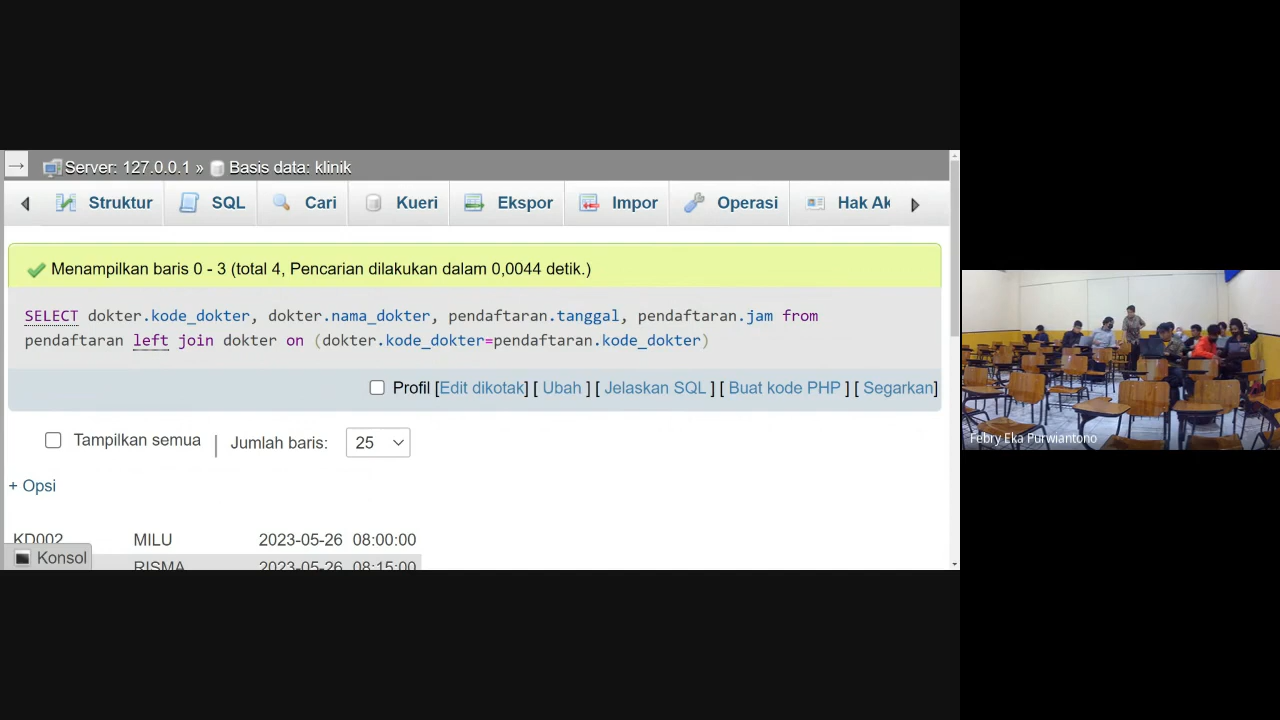 Server: 127.0.0.1 » Basis data: klinik
Struktur SQL Cari Kueri Ekspor Impor Operasi Hak Ak
Menampilkan baris 0 - 3 (total 4, Pencarian dilakukan dalam 0,0044 detik.)
SELECT dokter.kode_dokter, dokter.nama_dokter, pendaftaran.tanggal, pendaftaran.jam from
pendaftaran left join dokter on (dokter.kode_dokter=pendaftaran.kode_dokter)
Profil [Edit dikotak] [ Ubah ] [ Jelaskan SQL ] [ Buat kode PHP ] [ Segarkan]
Tampilkan semua | Jumlah baris: 25
+ Opsi
KD002 MILU 2023-05-26 08:00:00
RISMA 2023-05-26 08:15:00
Konsol
Febry Eka Purwiantono